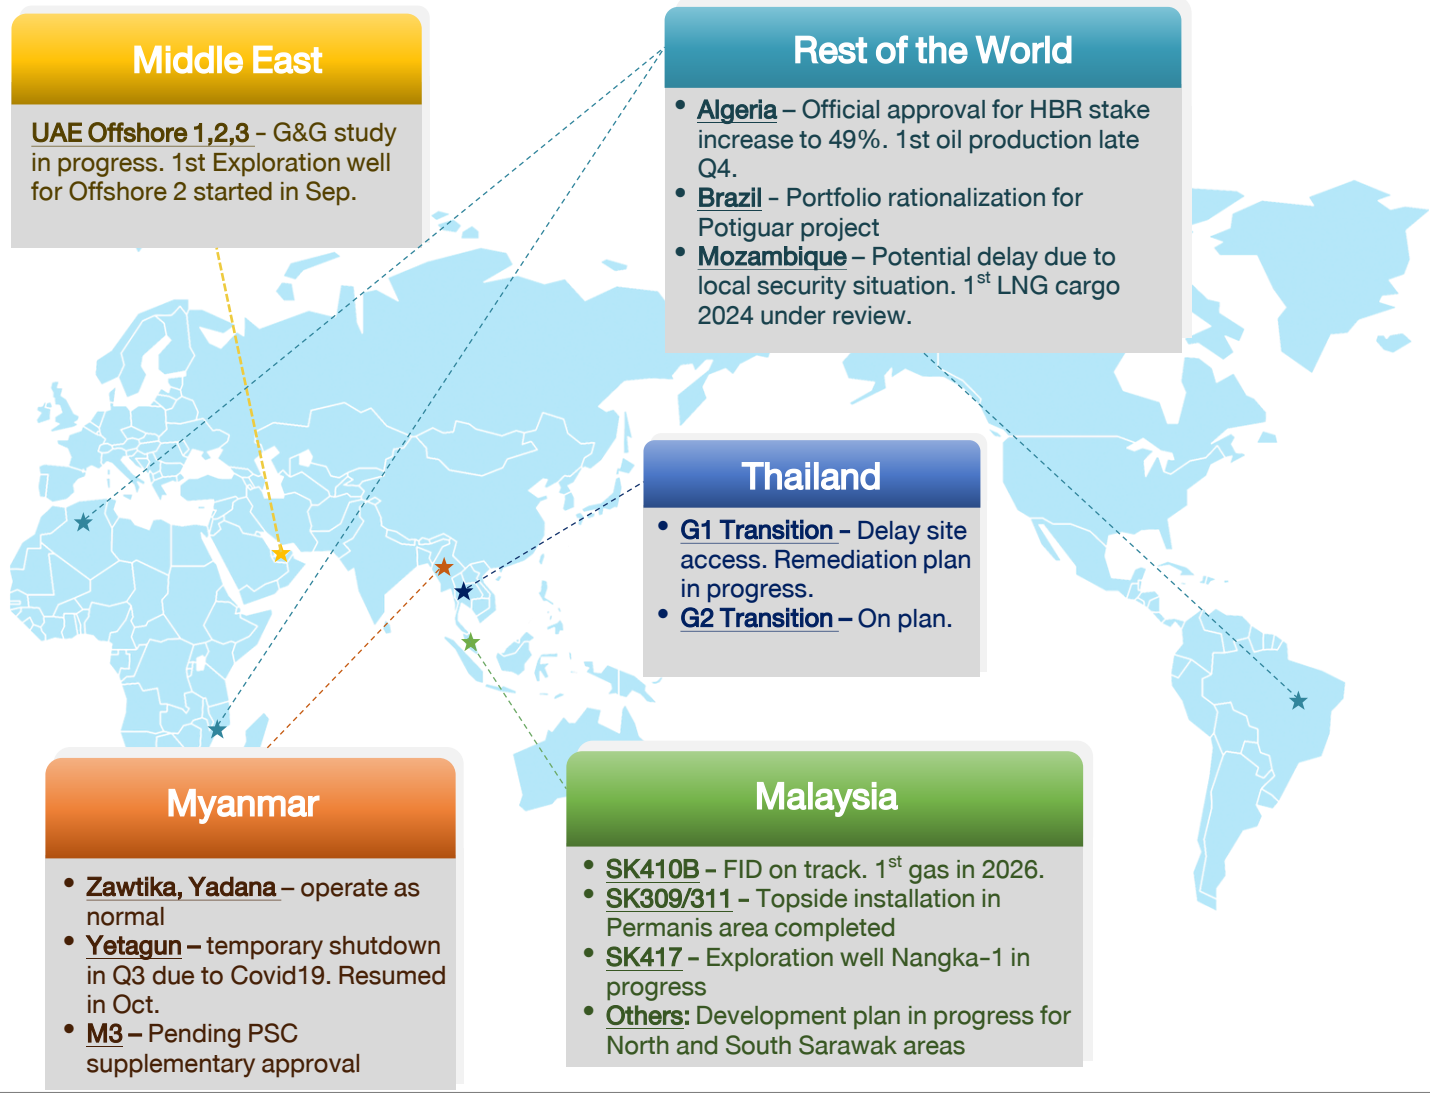 Middle East
UAE Offshore 1,2,3 - G&G study
in progress. 1st Exploration well
for Offshore 2 started in Sep.
Rest of the World
• Algeria – Official approval for HBR stake
increase to 49%. 1st oil production late
Q4.
• Brazil - Portfolio rationalization for
Potiguar project
• Mozambique – Potential delay due to
local security situation. 1st LNG cargo
2024 under review.
Thailand
• G1 Transition – Delay site
access. Remediation plan
in progress.
• G2 Transition – On plan.
Myanmar
• Zawtika, Yadana – operate as
normal
• Yetagun – temporary shutdown
in Q3 due to Covid19. Resumed
in Oct.
• M3 – Pending PSC
supplementary approval
Malaysia
• SK410B - FID on track. 1st gas in 2026.
• SK309/311 - Topside installation in
Permanis area completed
• SK417 - Exploration well Nangka-1 in
progress
• Others: Development plan in progress for
North and South Sarawak areas